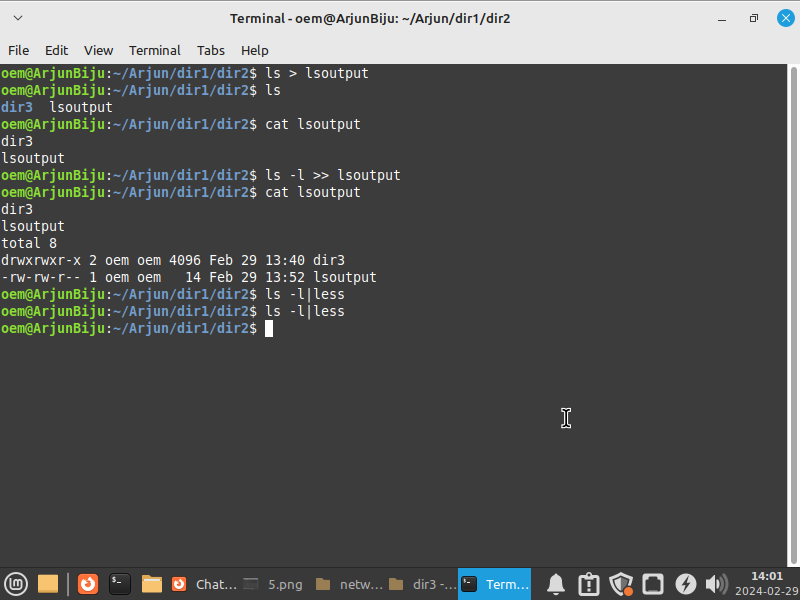 Terminal - oem@ArjunBiju: ~/Arjun/dir1/dir2
File Edit View Terminal Tabs Help
oem@ArjunBiju:~/Arjun/dir1/dir2$ ls > lsoutput
oem@ArjunBiju:~/Arjun/dir1/dir2$ ls
dir3  lsoutput
oem@ArjunBiju:~/Arjun/dir1/dir2$ cat lsoutput
dir3
lsoutput
oem@ArjunBiju:~/Arjun/dir1/dir2$ ls -l >> lsoutput
oem@ArjunBiju:~/Arjun/dir1/dir2$ cat lsoutput
dir3
lsoutput
total 8
drwxrwxr-x 2 oem oem 4096 Feb 29 13:40 dir3
-rw-rw-r-- 1 oem oem   14 Feb 29 13:52 lsoutput
oem@ArjunBiju:~/Arjun/dir1/dir2$ ls -l|less
oem@ArjunBiju:~/Arjun/dir1/dir2$ ls -l|less
oem@ArjunBiju:~/Arjun/dir1/dir2$
Chat... 5.png netw... dir3 -... Term... 14:01
2024-02-29